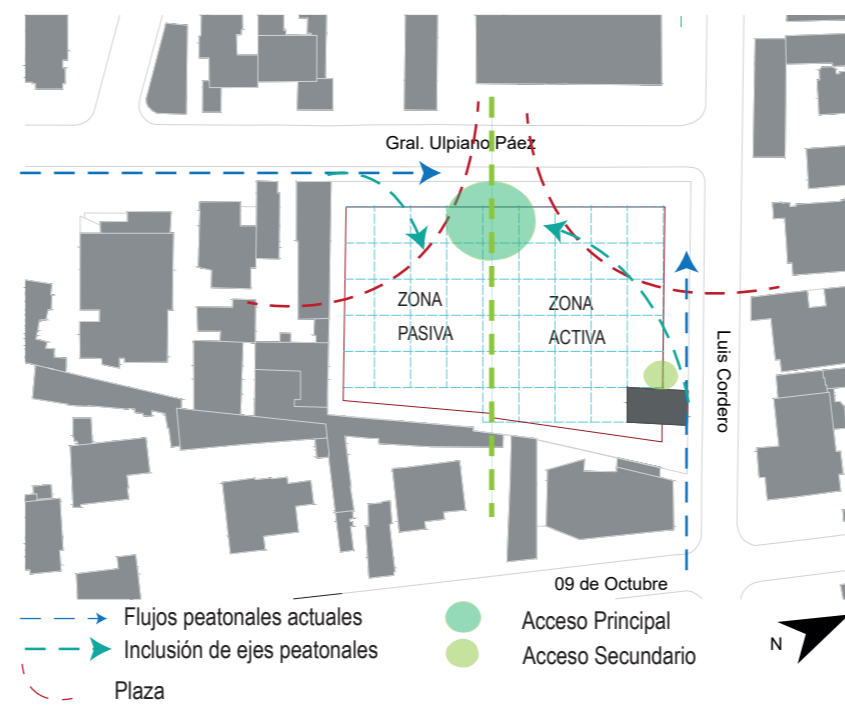 Gral. Ulpiano Páez
ZONA
PASIVA
ZONA
ACTIVA
Luis Cordero
09 de Octubre
Flujos peatonales actuales
Inclusión de ejes peatonales
Plaza
Acceso Principal
Acceso Secundario
N